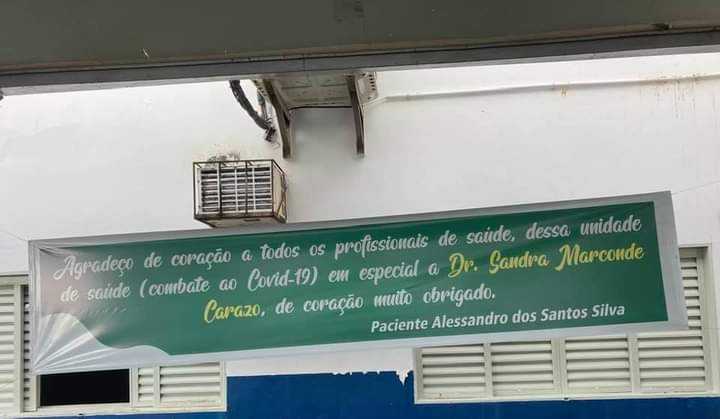 Agradeço de coração a todos os profissionais de saúde, dessa unidade
de saúde (combate ao Covid-19) em especial a Dr. Sandra Marconde
Carazo, de coração muito obrigado.
Paciente Alessandro dos Santos Silva